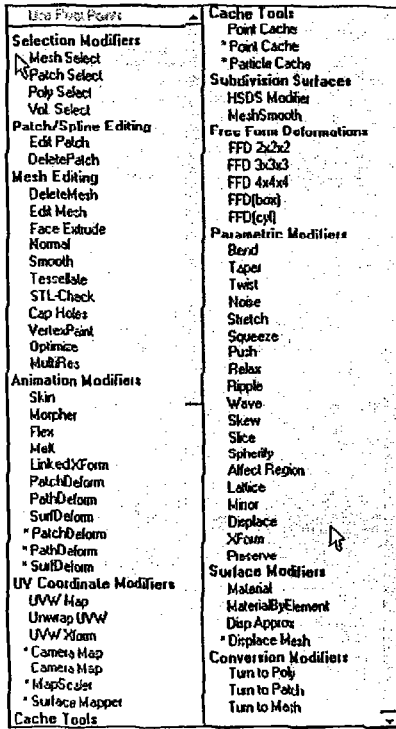 Use Pivot Points
Selection Modifiers
Mesh Select
Patch Select
Poly Select
Vol. Select
Patch/Spline Editing
Edit Patch
DeletePatch
Mesh Editing
DeleteMesh
Edit Mesh
Face Extrude
Normal
Smooth
Tessellate
STL-Check
Cap Holes
VertexPaint
Optimize
MultiRes
Animation Modifiers
Skin
Morpher
Flex
Melt
LinkedXForm
PatchDeform
PathDeform
SurfDeform
* PatchDeform
* PathDeform
* SurfDeform
UV Coordinate Modifiers
UVW Map
Unwrap UVW
UVW Xform
* Camera Map
Camera Map
* MapScaler
* Surface Mapper
Cache Tools
Cache Tools
Point Cache
* Point Cache
* Particle Cache
Subdivision Surfaces
HSDS Modifier
MeshSmooth
Free Form Deformations
FFD 2x2x2
FFD 3x3x3
FFD 4x4x4
FFD(box)
FFD(cyl)
Parametric Modifiers
Bend
Taper
Twist
Noise
Stretch
Squeeze
Push
Relax
Ripple
Wave
Skew
Slice
Spherify
Affect Region
Lattice
Mirror
Displace
XForm
Preserve
Surface Modifiers
Material
MaterialByElement
Disp Approx
* Displace Mesh
Conversion Modifiers
Turn to Poly
Turn to Patch
Turn to Mesh